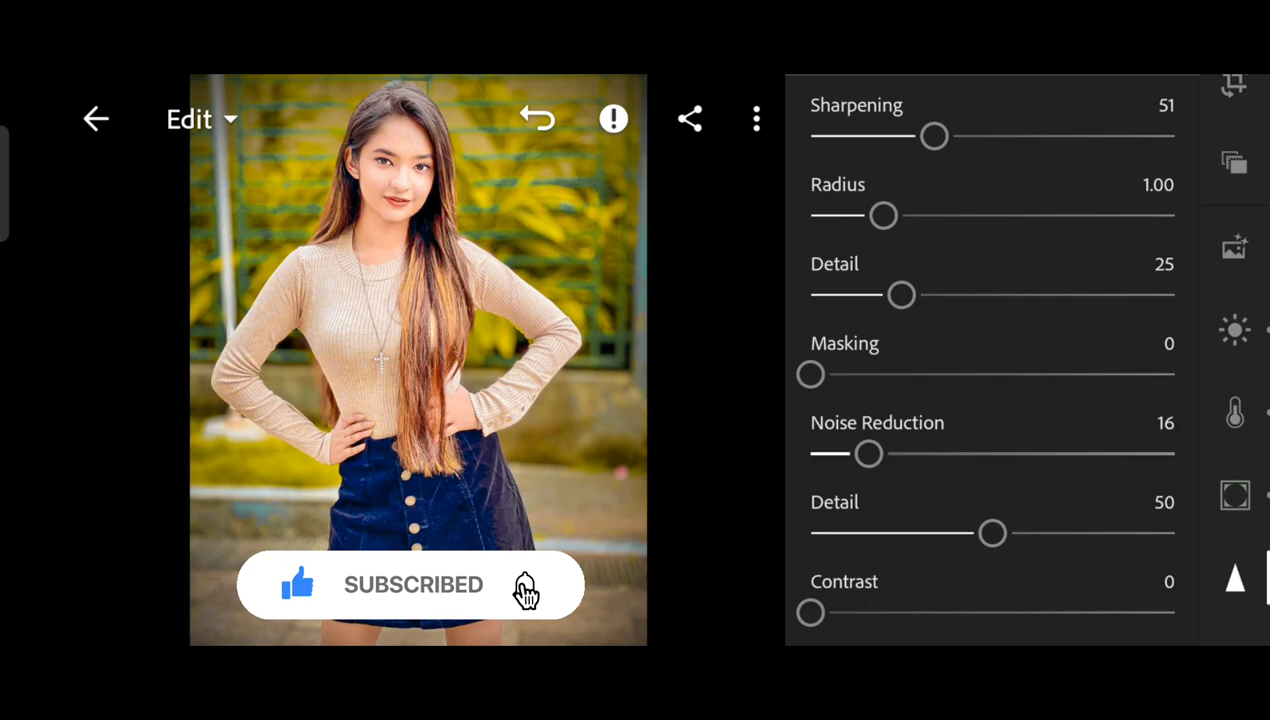 Edit
Sharpening 51
Radius 1.00
Detail 25
Masking 0
Noise Reduction 16
Detail 50
Contrast 0
SUBSCRIBED